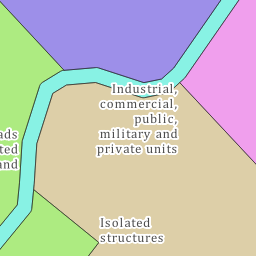 Industrial,
commercial,
public,
military and
private units
Isolated
structures